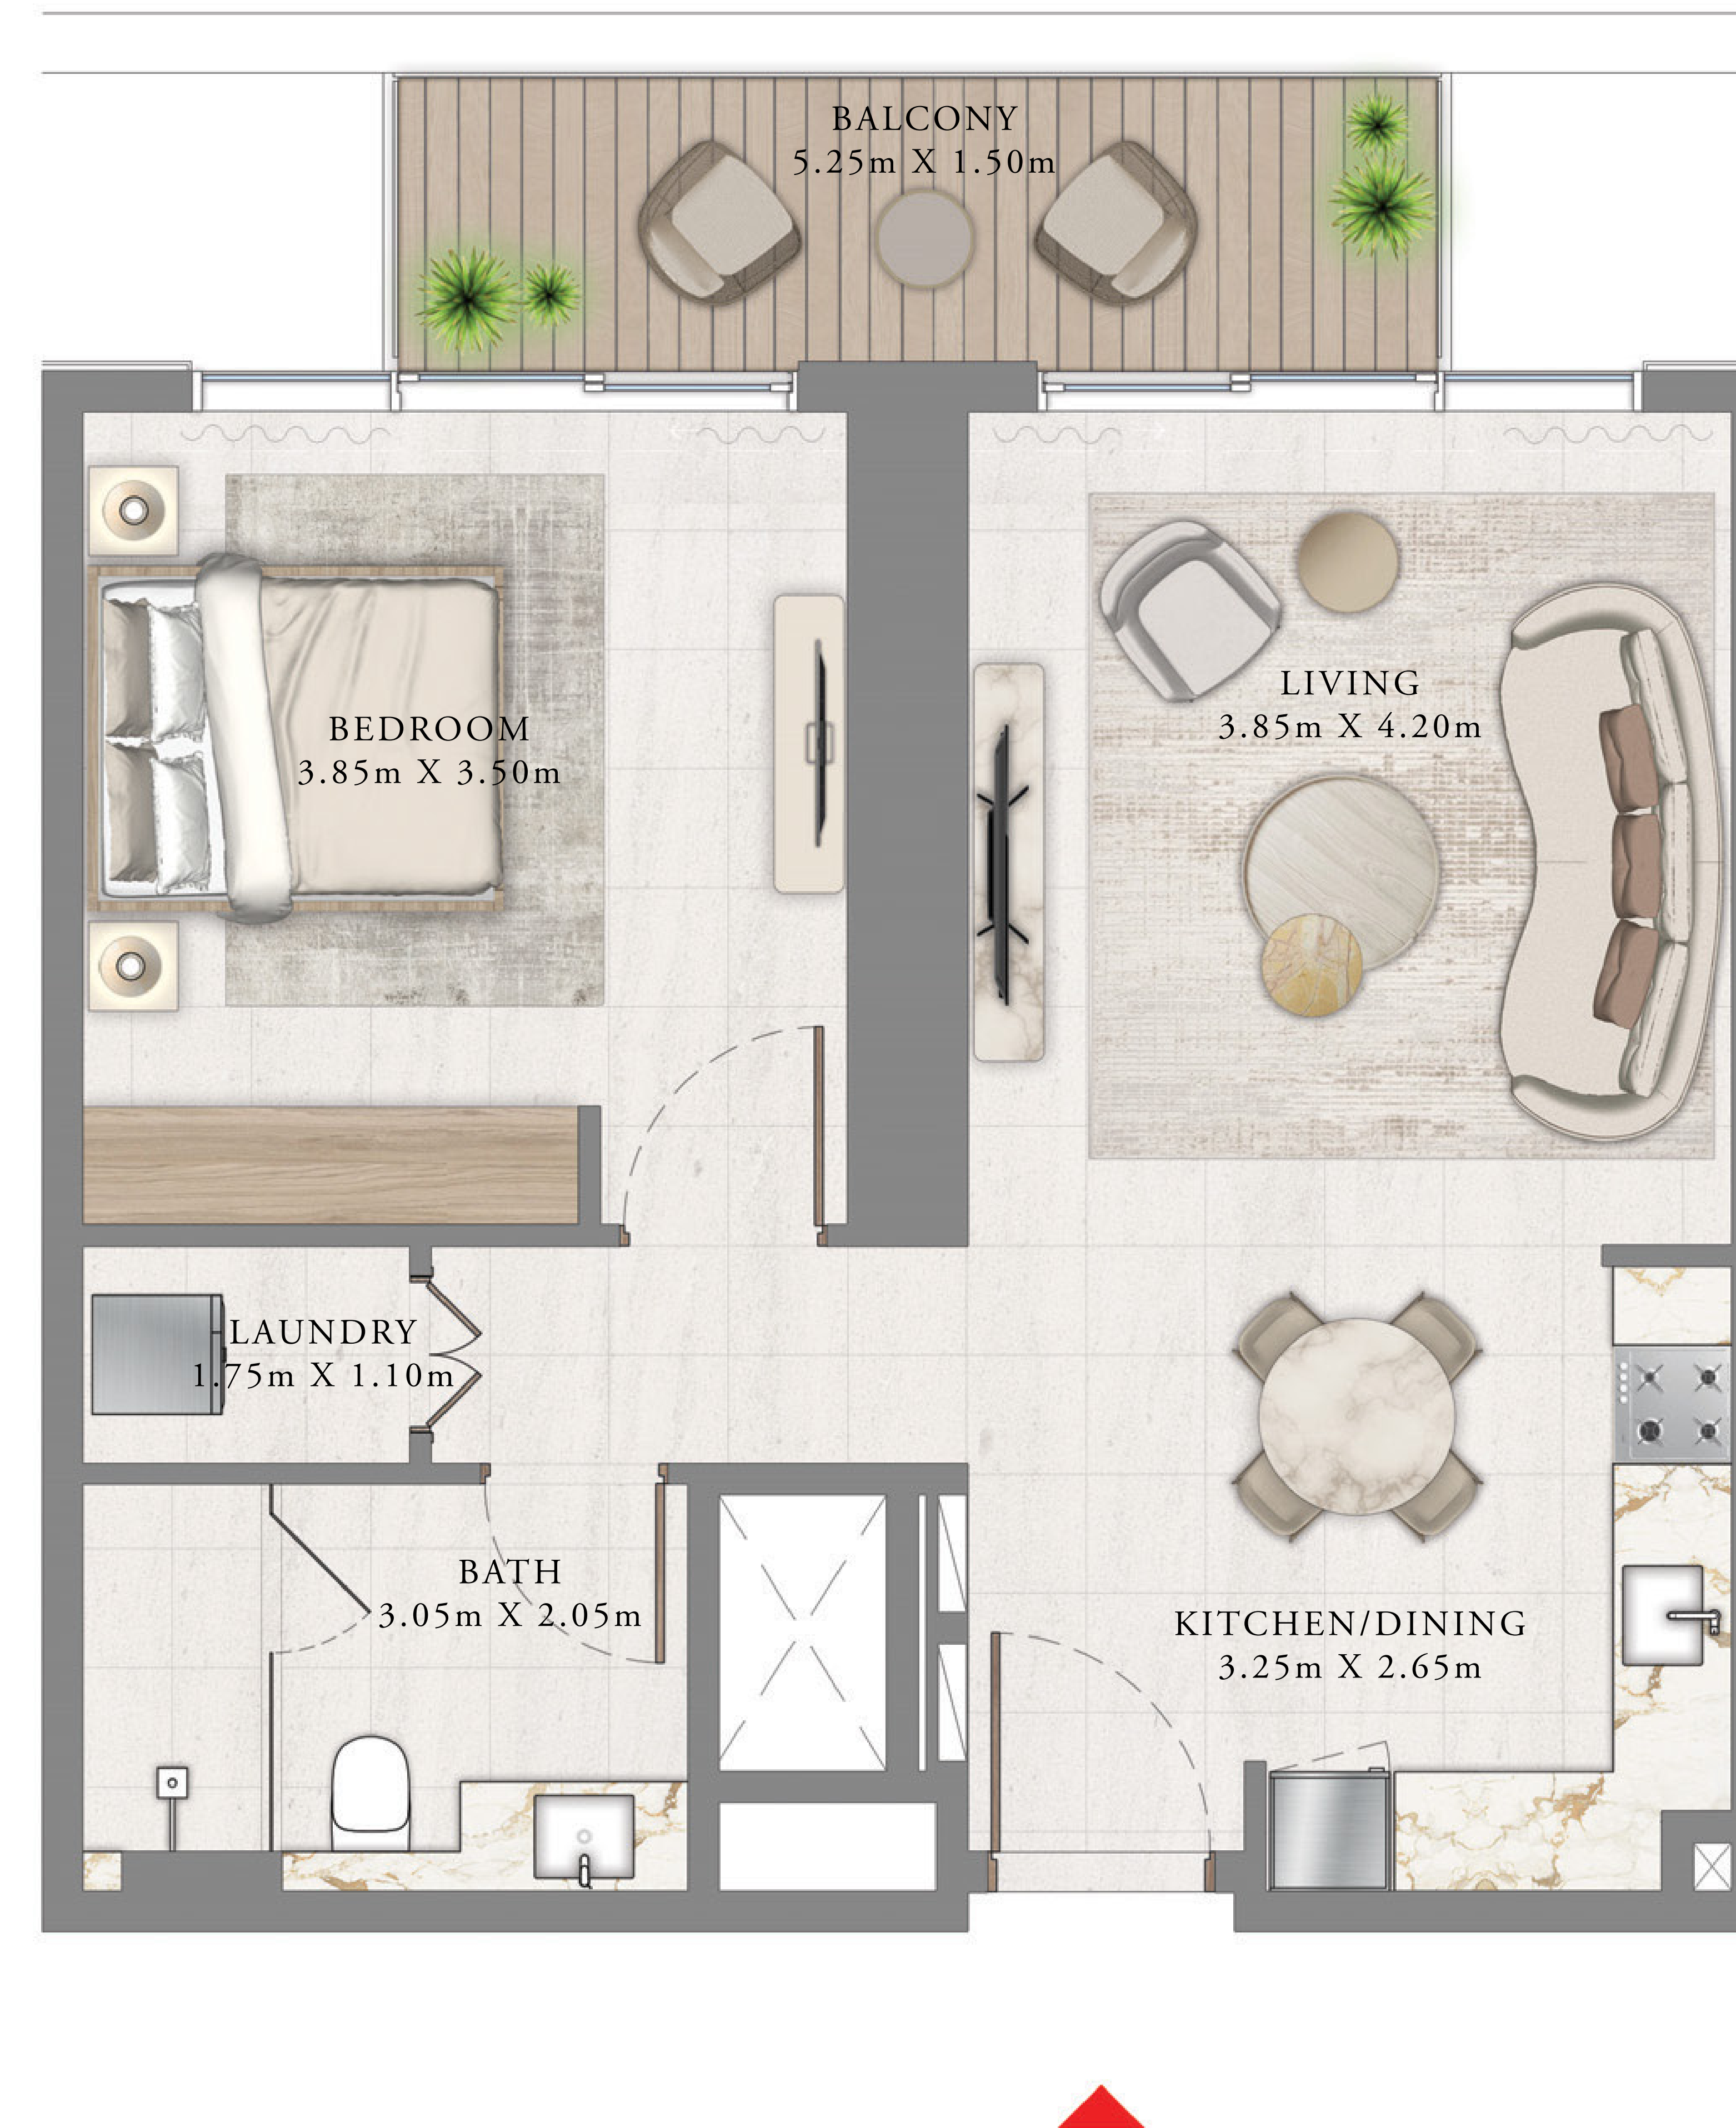 BALCONY
5.25m X 1.50m
BEDROOM
3.85m X 3.50m
LIVING
3.85m X 4.20m
LAUNDRY
1.75m X 1.10m
BATH
3.05m X 2.05m
KITCHEN/DINING
3.25m X 2.65m